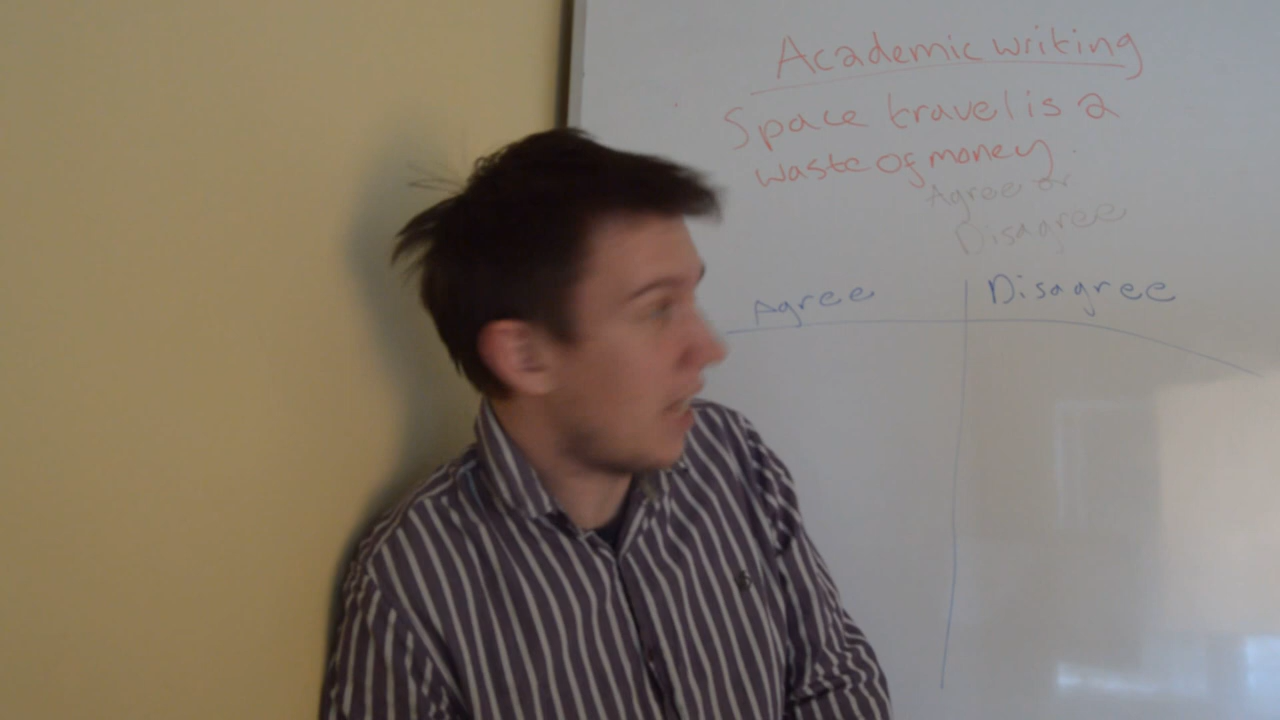 Academic writing
Space travel is a
waste of money.
Agree or
Disagree
Agree Disagree